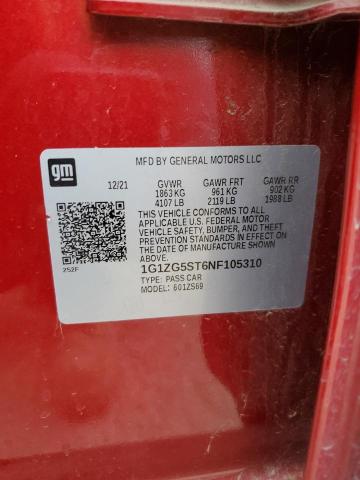 gm
MFD BY GENERAL MOTORS LLC
12/21 GVWR GAWR FRT GAWR RR
1863 KG 961 KG 902 KG
4107 LB 2119 LB 1988 LB
THIS VEHICLE CONFORMS TO ALL
APPLICABLE U.S. FEDERAL MOTOR
VEHICLE SAFETY, BUMPER, AND
THEFT PREVENTION STANDARDS IN
EFFECT ON THE DATE OF
MANUFACTURE SHOWN ABOVE.
252F
1G1ZG5ST6NF105310
TYPE: PASS CAR
MODEL: 601ZS69